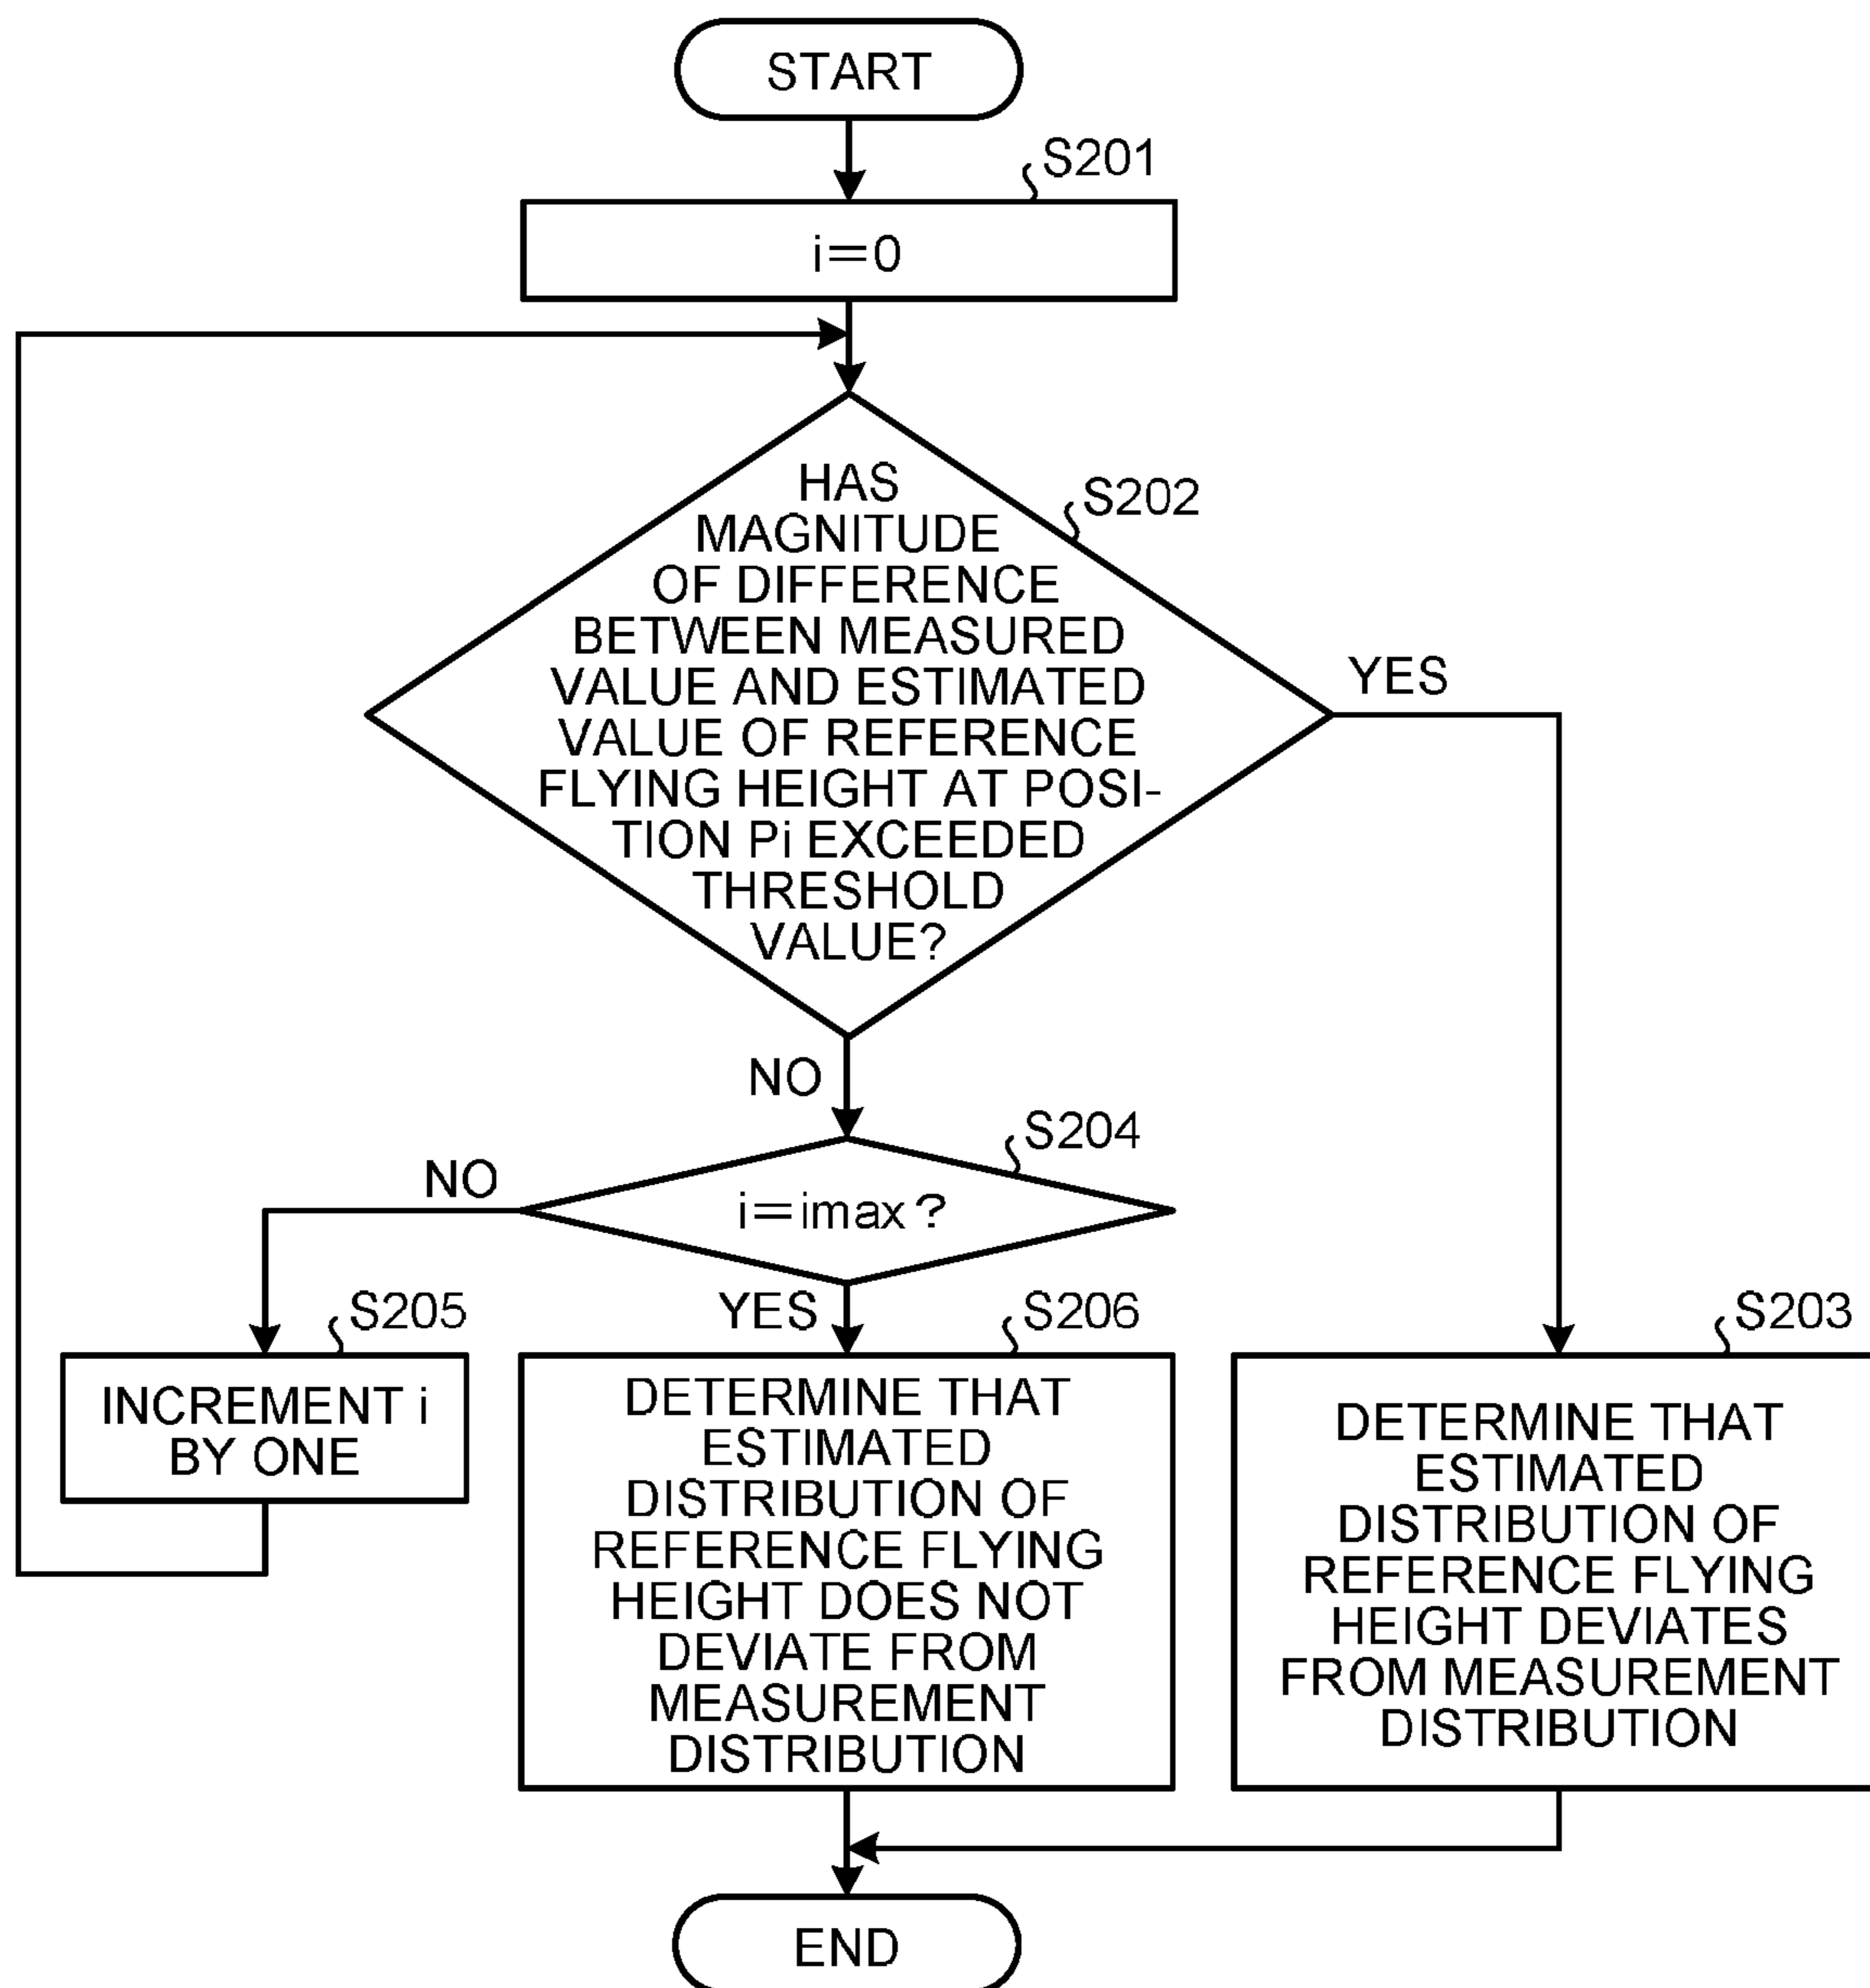 START
S201
i=0
HAS
MAGNITUDE
OF DIFFERENCE
BETWEEN MEASURED
VALUE AND ESTIMATED
VALUE OF REFERENCE
FLYING HEIGHT AT POSI-
TION Pi EXCEEDED
THRESHOLD
VALUE?
S202
YES
NO
S204
i=imax?
NO
YES
S205
INCREMENT i
BY ONE
S206
DETERMINE THAT
ESTIMATED
DISTRIBUTION OF
REFERENCE FLYING
HEIGHT DOES NOT
DEVIATE FROM
MEASUREMENT
DISTRIBUTION
S203
DETERMINE THAT
ESTIMATED
DISTRIBUTION OF
REFERENCE FLYING
HEIGHT DEVIATES
FROM MEASUREMENT
DISTRIBUTION
END